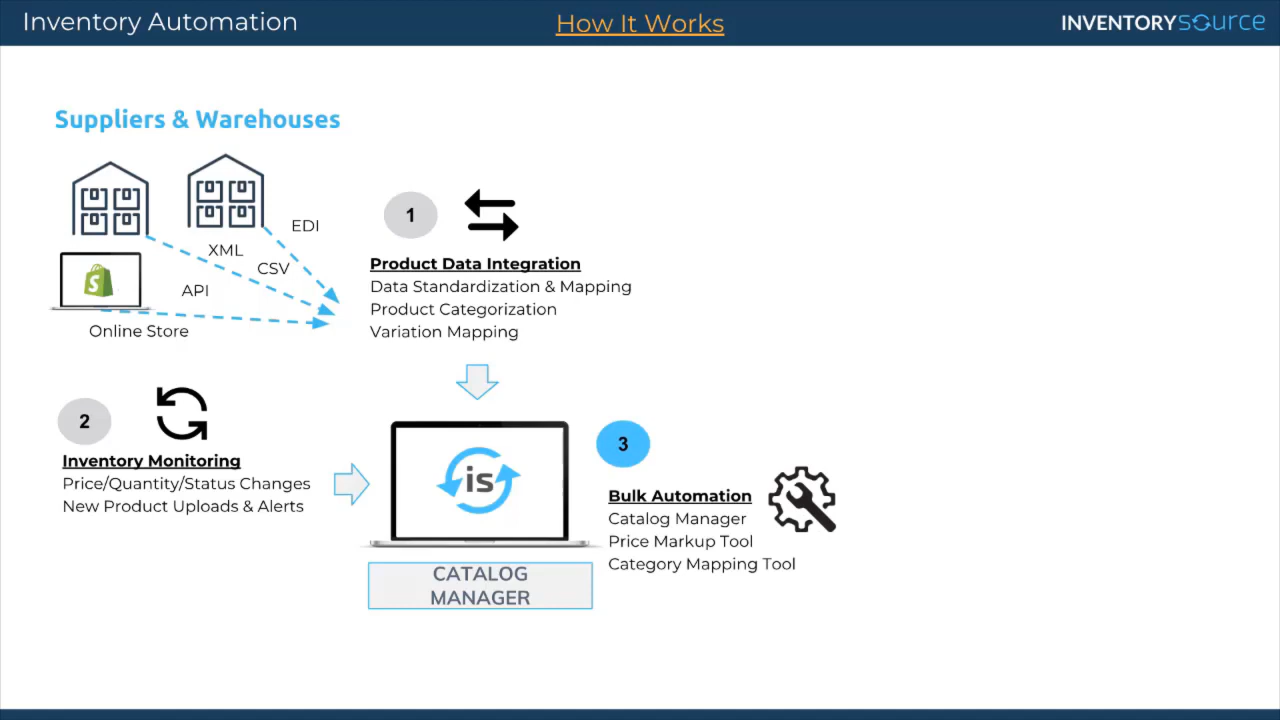 Inventory Automation
How It Works
INVENTORYsource
Suppliers & Warehouses
EDI
XML
CSV
API
S
Online Store
1
Product Data Integration
Data Standardization & Mapping
Product Categorization
Variation Mapping
2
Inventory Monitoring
Price/Quantity/Status Changes
New Product Uploads & Alerts
is
CATALOG
MANAGER
3
Bulk Automation
Catalog Manager
Price Markup Tool
Category Mapping Tool